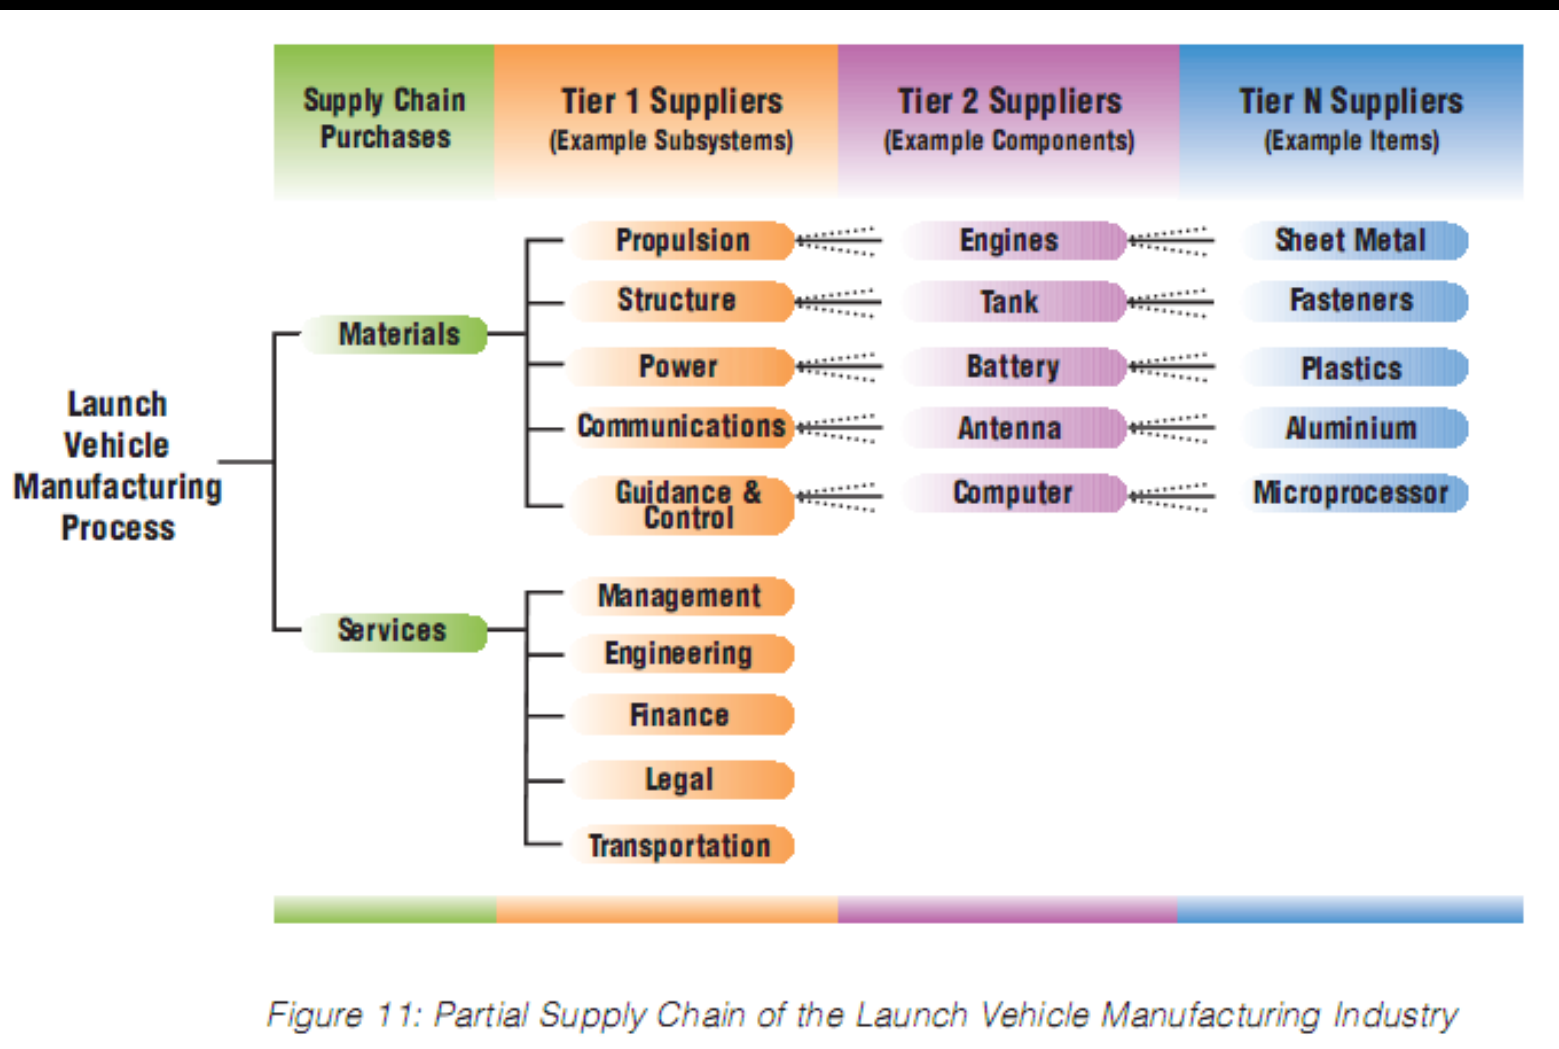 Supply Chain
Purchases
Tier 1 Suppliers
(Example Subsystems)
Tier 2 Suppliers
(Example Components)
Tier N Suppliers
(Example Items)
Launch
Vehicle
Manufacturing
Process
Materials
Propulsion
Engines
Sheet Metal
Structure
Tank
Fasteners
Power
Battery
Plastics
Communications
Antenna
Aluminium
Guidance &
Control
Computer
Microprocessor
Services
Management
Engineering
Finance
Legal
Transportation
Figure 11: Partial Supply Chain of the Launch Vehicle Manufacturing Industry